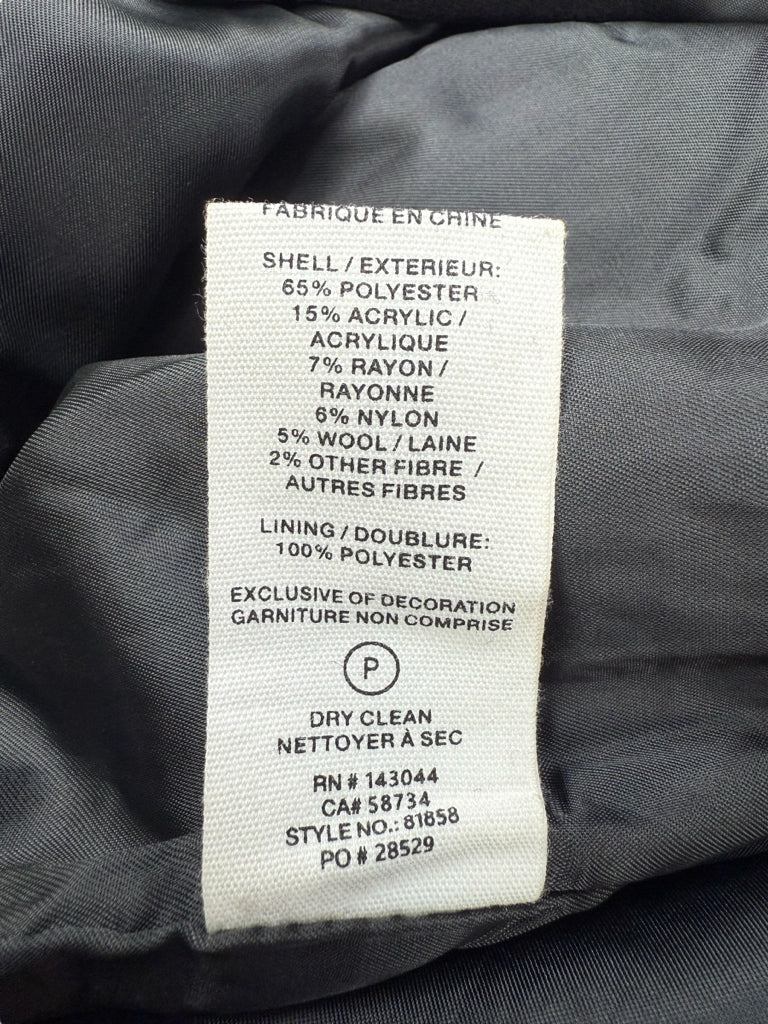 FABRIQUE EN CHINE
SHELL / EXTERIEUR:
65% POLYESTER
15% ACRYLIC /
ACRYLIQUE
7% RAYON /
RAYONNE
6% NYLON
5% WOOL / LAINE
2% OTHER FIBRE /
AUTRES FIBRES
LINING / DOUBLURE:
100% POLYESTER
EXCLUSIVE OF DECORATION
GARNITURE NON COMPRISE
P
DRY CLEAN
NETTOYER À SEC
RN # 143044
CA# 58734
STYLE NO.: 81858
PO # 28529